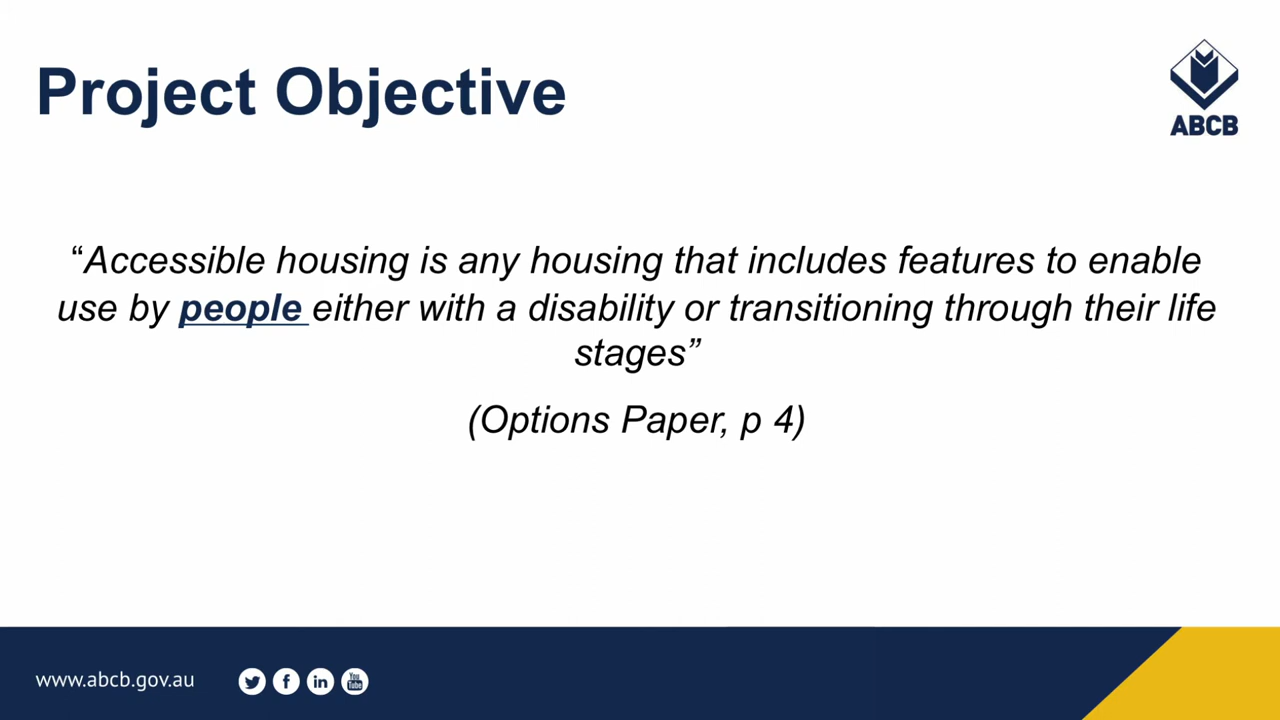 Project Objective
ABCB
“Accessible housing is any housing that includes features to enable
use by people either with a disability or transitioning through their life
stages”
(Options Paper, p 4)
www.abcb.gov.au
You
Tube